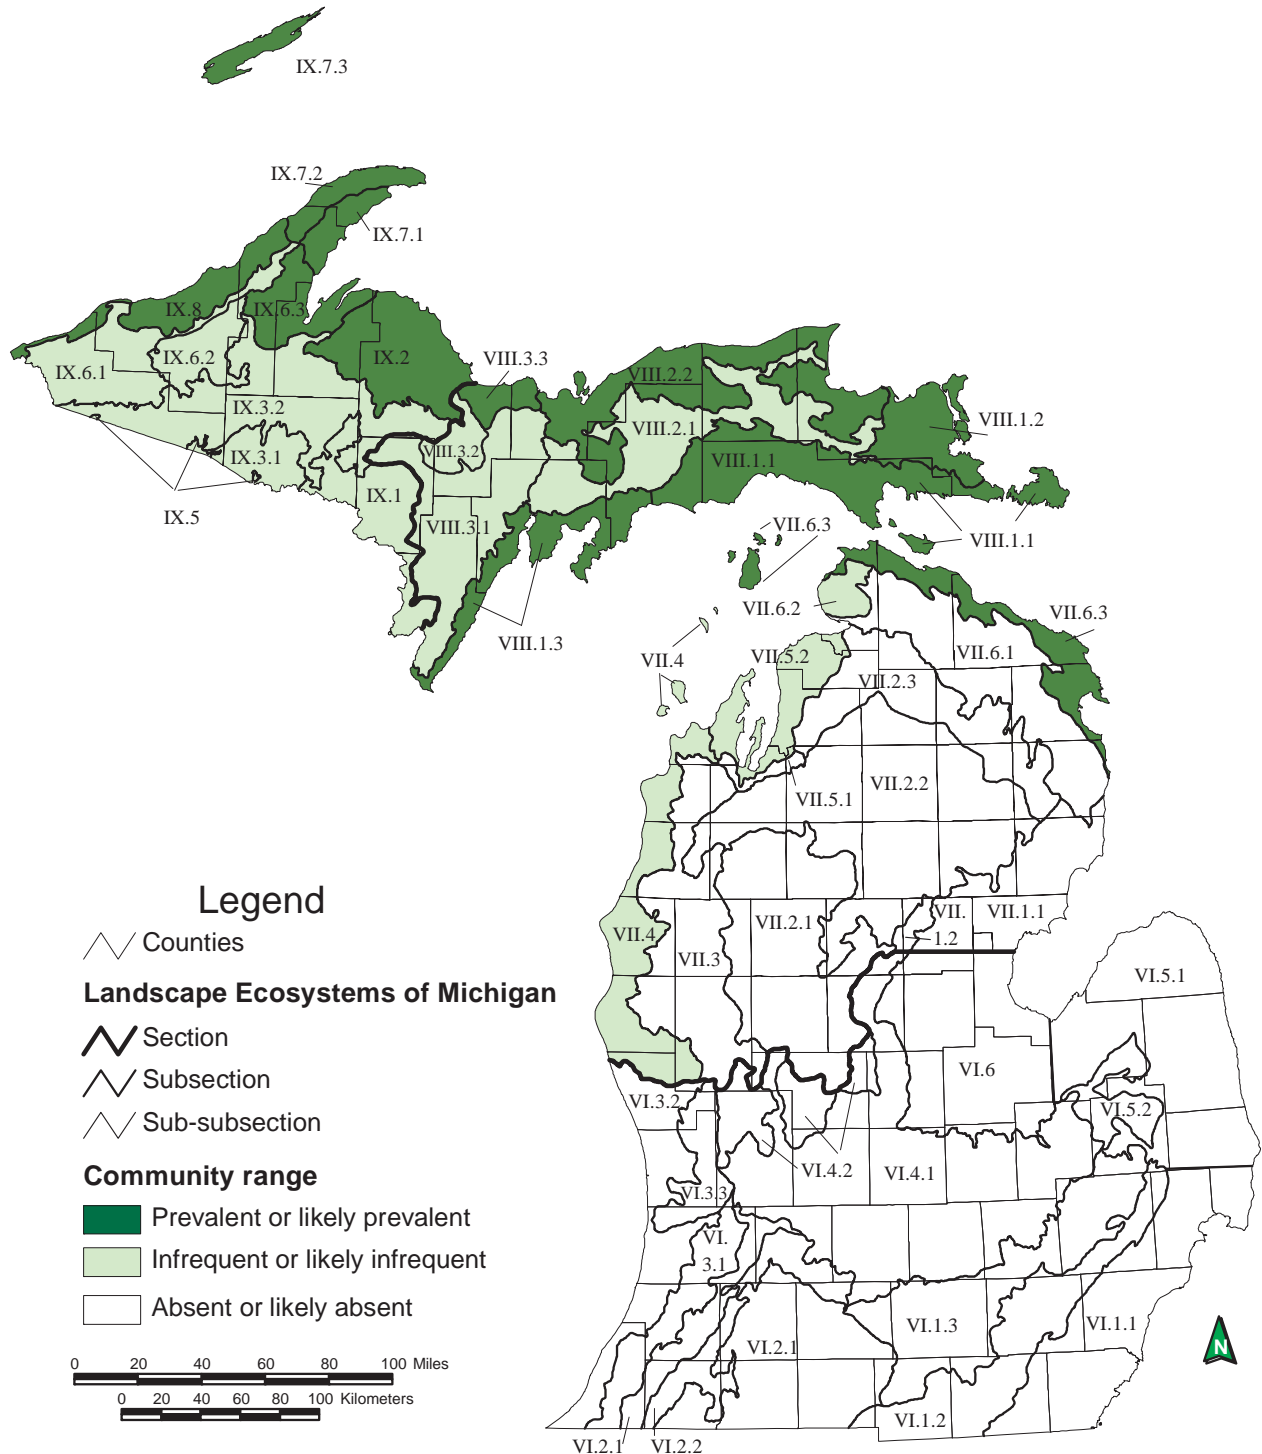 IX.7.3
IX.7.2
IX.7.1
IX.8
IX.6.3
IX.2
VIII.3.3
IX.6.2
IX.6.1
VIII.2.2
IX.3.2
VIII.1.2
VIII.2.1
VIII.3.2
IX.3.1
VIII.1.1
IX.1
IX.5
VIII.3.1
VII.6.3
VIII.1.1
VII.6.2
VII.6.3
VIII.1.3
VII.6.1
VII.5.2
VII.4
VII.2.3
VII.2.2
VII.5.1
Legend
Counties
VII.
VII.1.1
VII.2.1
VII.4
1.2
VII.3
VI.5.1
Landscape Ecosystems of Michigan
Section
Subsection
VI.6
VI.3.2
VI.5.2
Sub-subsection
VI.4.2
VI.4.1
Community range
VI.3.3
Prevalent or likely prevalent
VI.
3.1
Infrequent or likely infrequent
Absent or likely absent
VI.1.3
VI.1.1
VI.2.1
N
0 20 40 60 80 100 Miles
0 20 40 60 80 100 Kilometers
VI.1.2
VI.2.1
VI.2.2